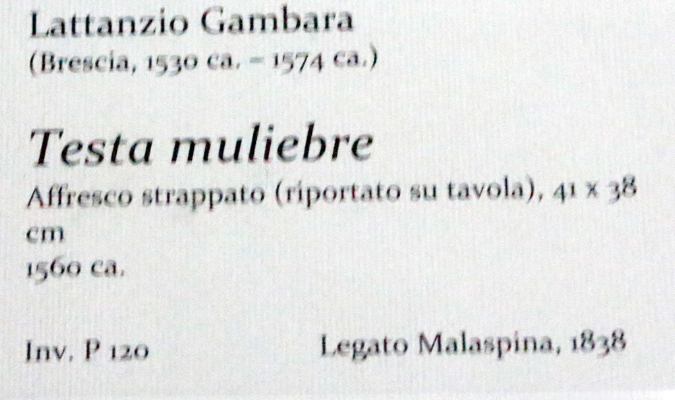 Lattanzio Gambara
(Brescia, 1530 ca. – 1574 ca.)
Testa muliebre
Affresco strappato (riportato su tavola), 41 x 38
cm
1560 ca.
Inv. P 120 Legato Malaspina, 1838